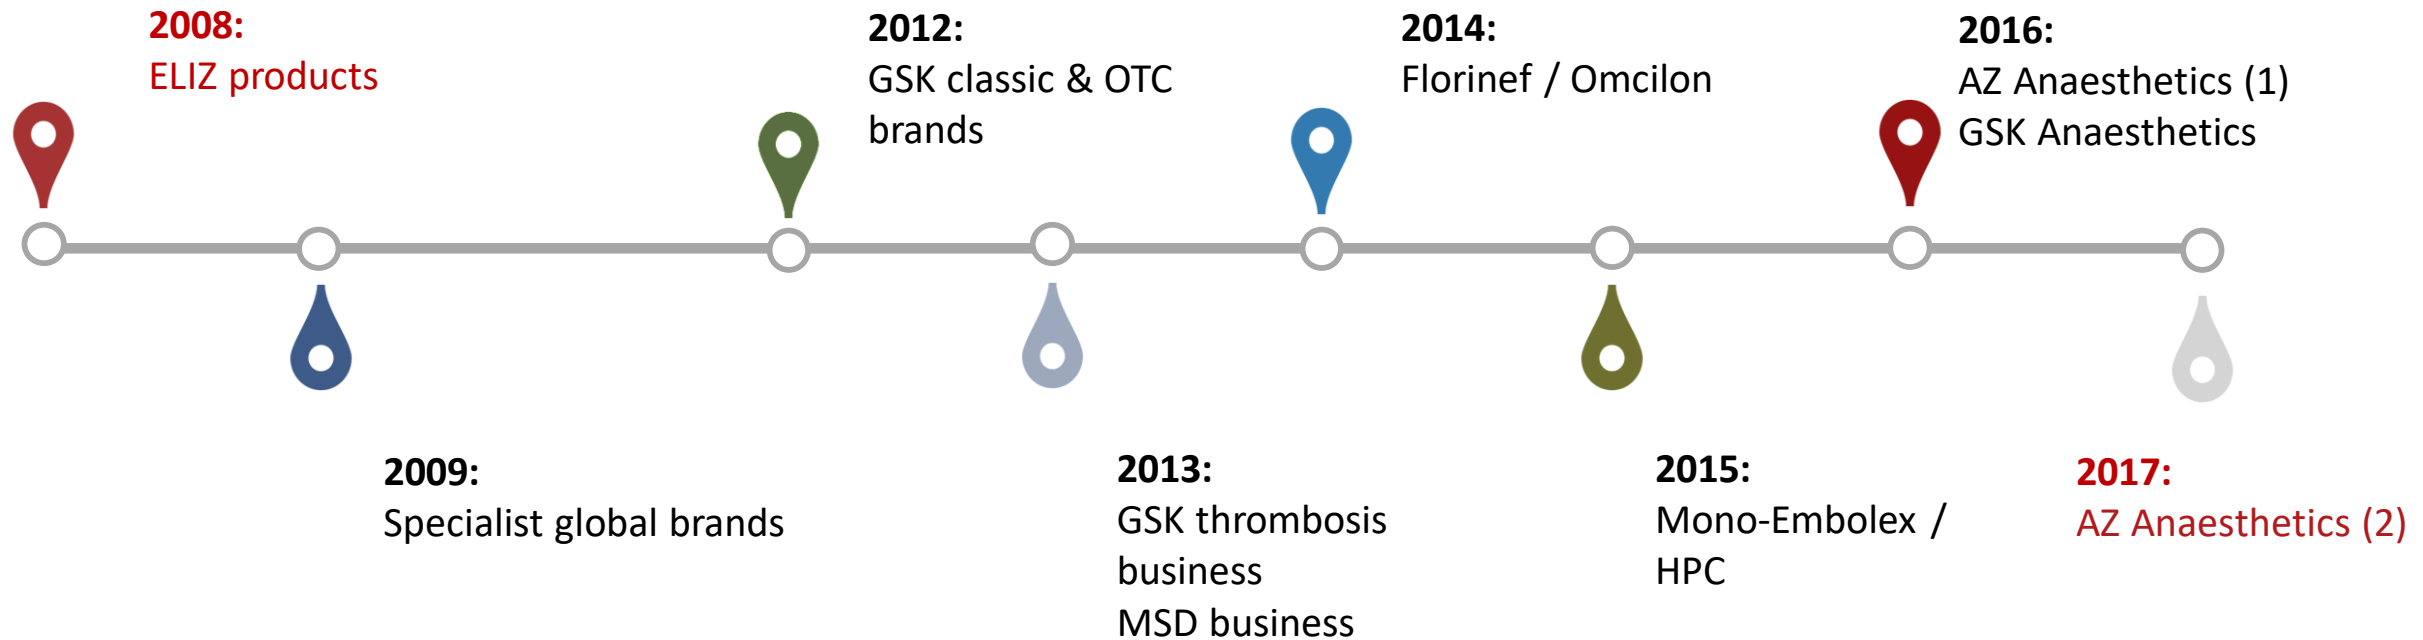 2008:
ELIZ products
2009:
Specialist global brands
2012:
GSK classic & OTC
brands
2013:
GSK thrombosis
business
MSD business
2014:
Florinef / Omcilon
2015:
Mono-Embolex /
HPC
2016:
AZ Anaesthetics (1)
GSK Anaesthetics
2017:
AZ Anaesthetics (2)